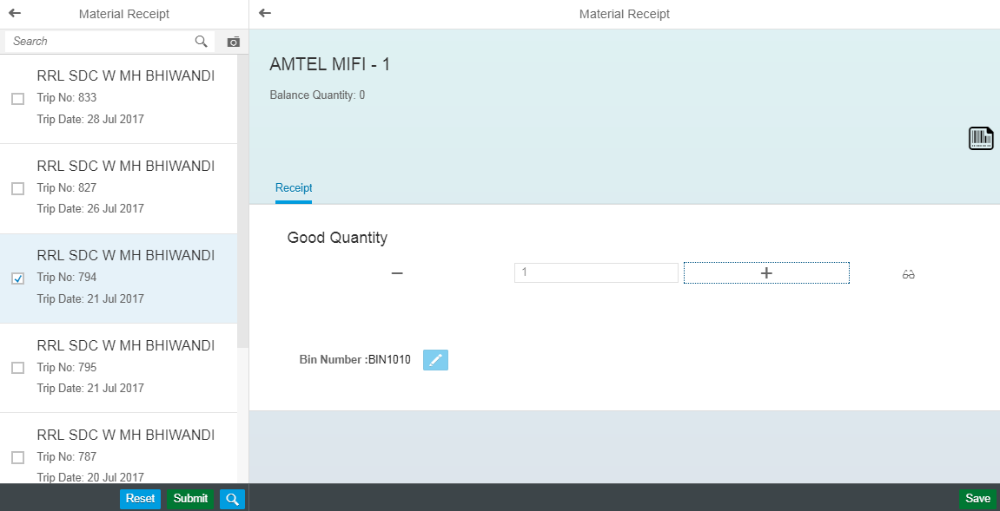 Material Receipt
Search
RRL SDC W MH BHIWANDI
Trip No: 833
Trip Date: 28 Jul 2017
RRL SDC W MH BHIWANDI
Trip No: 827
Trip Date: 26 Jul 2017
RRL SDC W MH BHIWANDI
Trip No: 794
Trip Date: 21 Jul 2017
RRL SDC W MH BHIWANDI
Trip No: 795
Trip Date: 21 Jul 2017
RRL SDC W MH BHIWANDI
Trip No: 787
Trip Date: 20 Jul 2017
Reset Submit
Material Receipt
AMTEL MIFI - 1
Balance Quantity: 0
Receipt
Good Quantity
1
Bin Number :BIN1010
Save